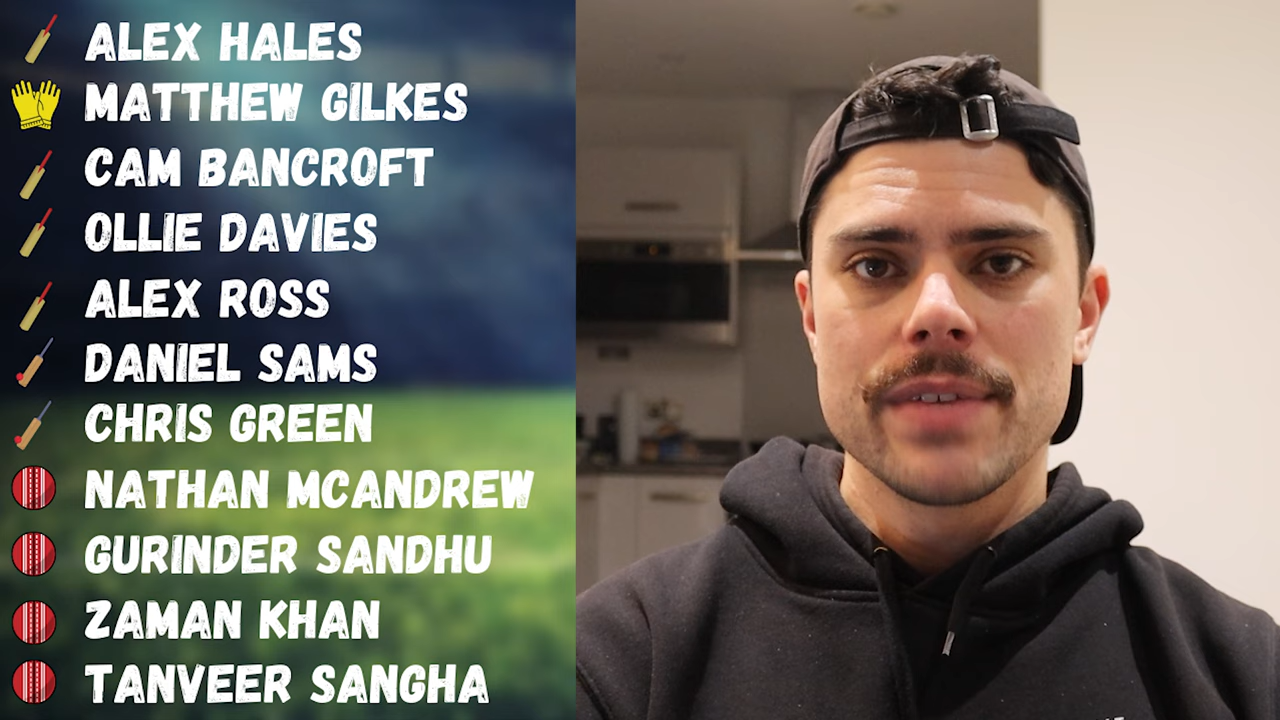 ALEX HALES
MATTHEW GILKES
CAM BANCROFT
OLLIE DAVIES
ALEX ROSS
DANIEL SAMS
CHRIS GREEN
NATHAN MCANDREW
GURINDER SANDHU
ZAMAN KHAN
TANVEER SANGHA